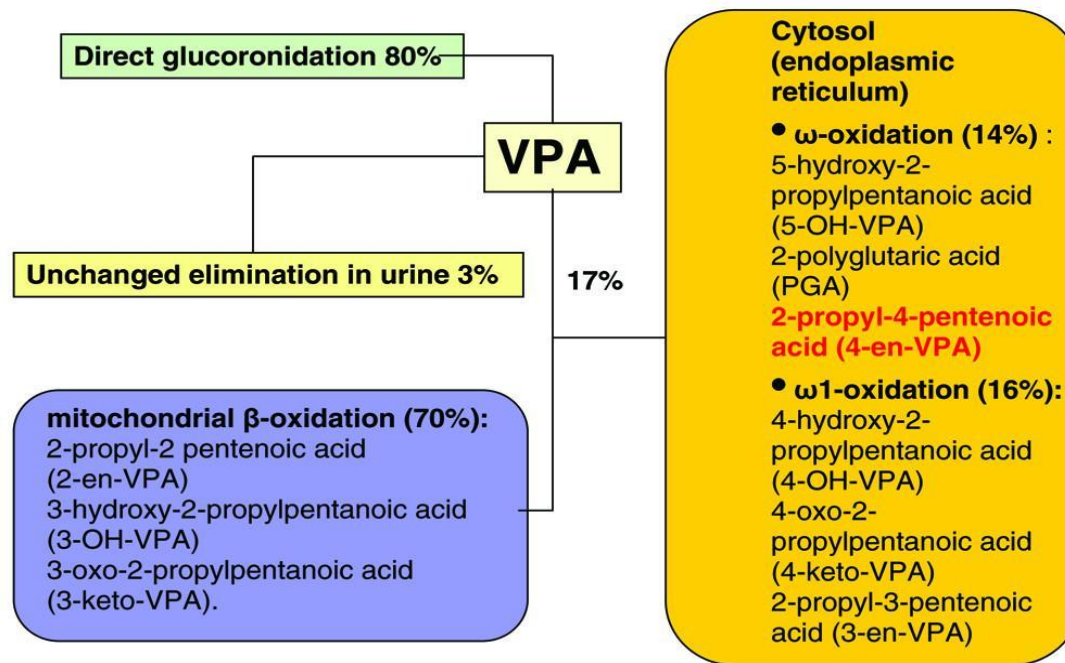 Direct glucoronidation 80%
VPA
Unchanged elimination in urine 3%
17%
mitochondrial β-oxidation (70%):
2-propyl-2 pentenoic acid
(2-en-VPA)
3-hydroxy-2-propylpentanoic acid
(3-OH-VPA)
3-oxo-2-propylpentanoic acid
(3-keto-VPA).
Cytosol
(endoplasmic
reticulum)
• ω-oxidation (14%) :
5-hydroxy-2-
propylpentanoic acid
(5-OH-VPA)
2-polyglutaric acid
(PGA)
2-propyl-4-pentenoic
acid (4-en-VPA)
• ω1-oxidation (16%):
4-hydroxy-2-
propylpentanoic acid
(4-OH-VPA)
4-oxo-2-
propylpentanoic acid
(4-keto-VPA)
2-propyl-3-pentenoic
acid (3-en-VPA)